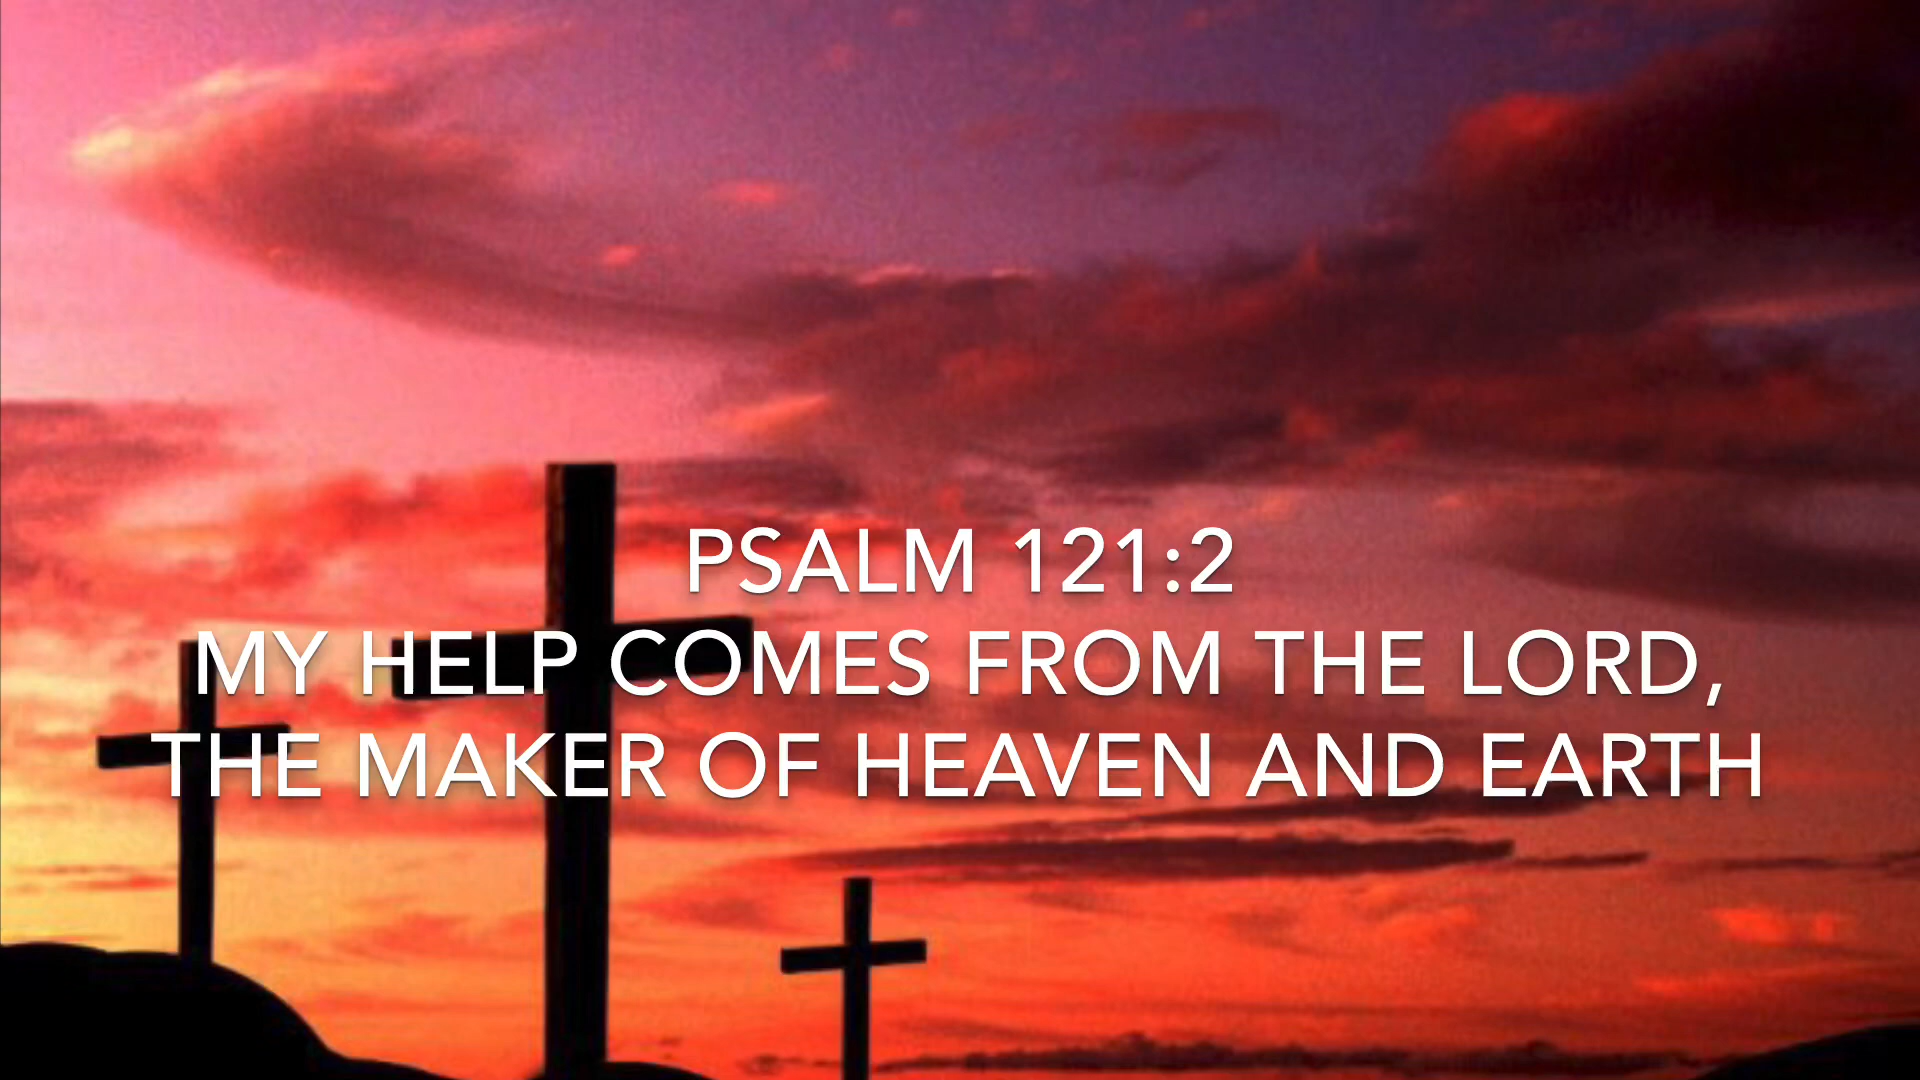 PSALM 121:2
MY HELP COMES FROM THE LORD,
THE MAKER OF HEAVEN AND EARTH